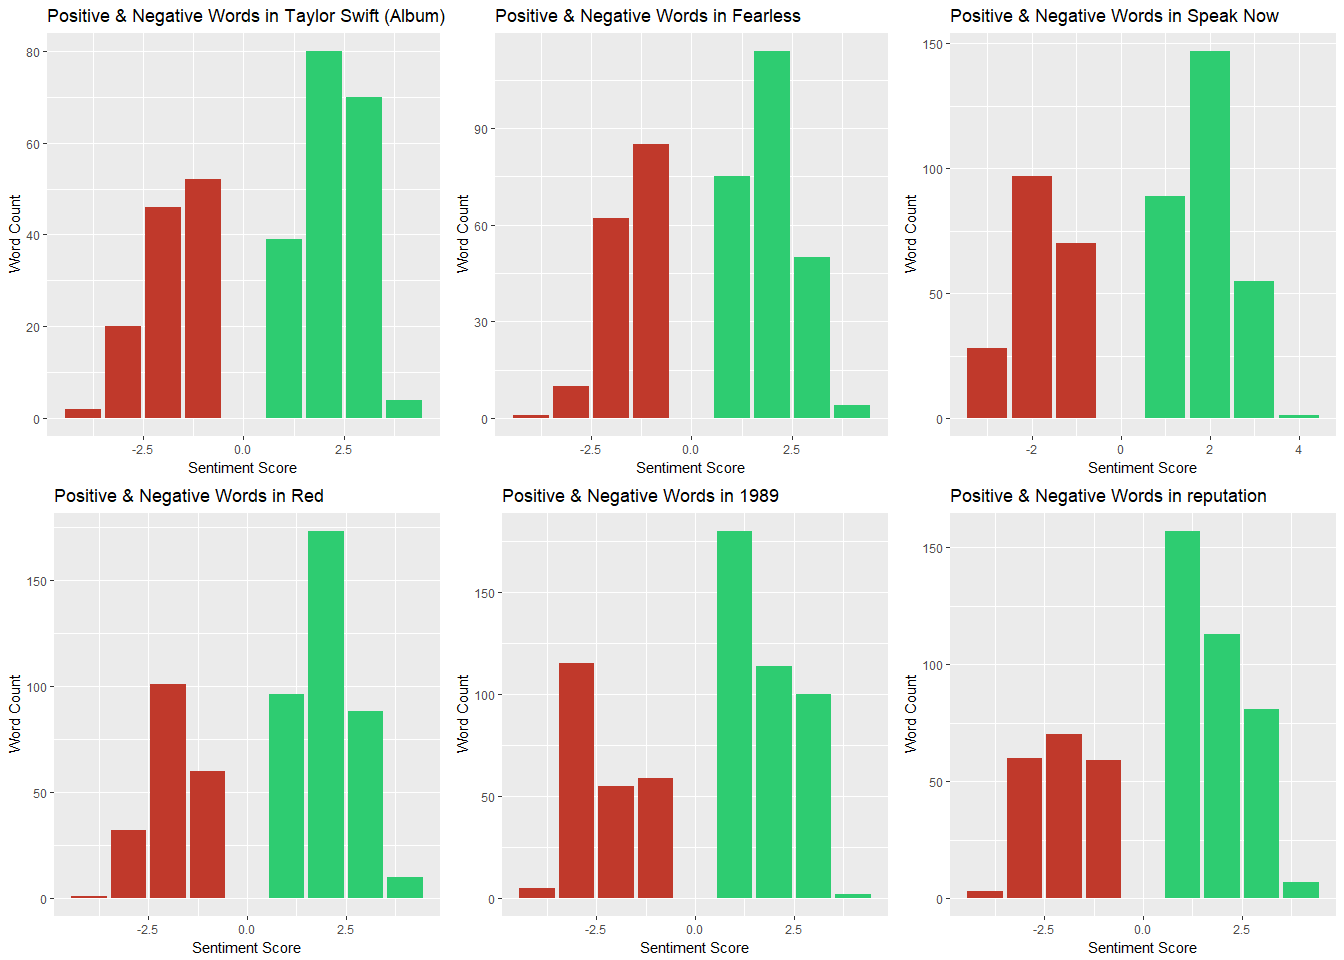 Positive & Negative Words in Taylor Swift (Album)
80
60
40
20
0
Word Count
-2.5
0.0
2.5
Sentiment Score
Positive & Negative Words in Fearless
90
60
30
0
Word Count
-2.5
0.0
2.5
Sentiment Score
Positive & Negative Words in Speak Now
150
100
50
0
Word Count
-2
0
2
4
Sentiment Score
Positive & Negative Words in Red
150
100
50
0
Word Count
-2.5
0.0
2.5
Sentiment Score
Positive & Negative Words in 1989
150
100
50
0
Word Count
-2.5
0.0
2.5
Sentiment Score
Positive & Negative Words in reputation
150
100
50
0
Word Count
-2.5
0.0
2.5
Sentiment Score